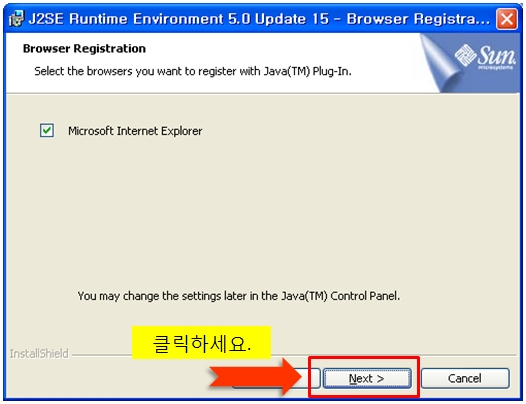 J2SE Runtime Environment 5.0 Update 15 - Browser Registra...
Browser Registration
Select the browsers you want to register with Java(TM) Plug-In.
Sun
microsystems
Microsoft Internet Explorer
You may change the settings later in the Java(TM) Control Panel.
클릭하세요.
InstallShield
Next >
Cancel